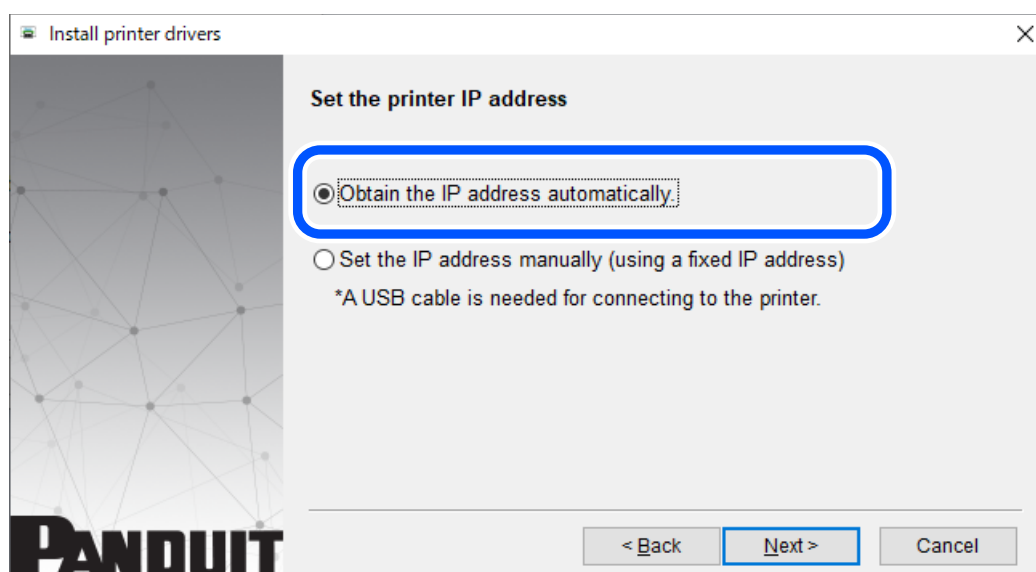 Install printer drivers
Set the printer IP address
Obtain the IP address automatically.
Set the IP address manually (using a fixed IP address)
*A USB cable is needed for connecting to the printer.
< Back
Next >
Cancel
PANDUIT